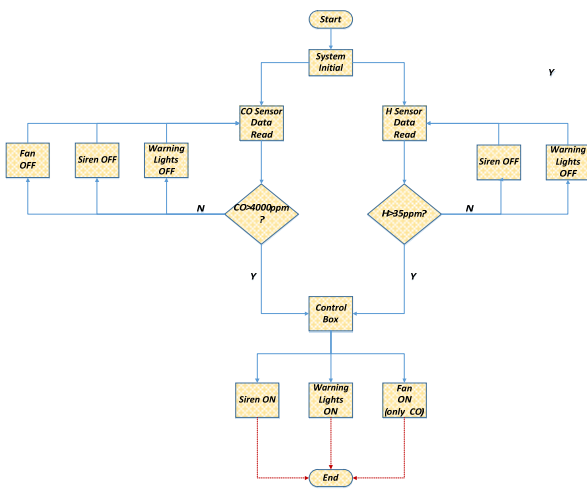 Start
System
Initial
Y
CO Sensor
Data
Read
H Sensor
Data
Read
Fan
OFF
Siren OFF
Warning
Lights
OFF
Siren OFF
Warning
Lights
OFF
N
CO>4000ppm
?
H>35ppm?
N
Y
Y
Control
Box
Siren ON
Warning
Lights
ON
Fan
ON
(only CO)
End